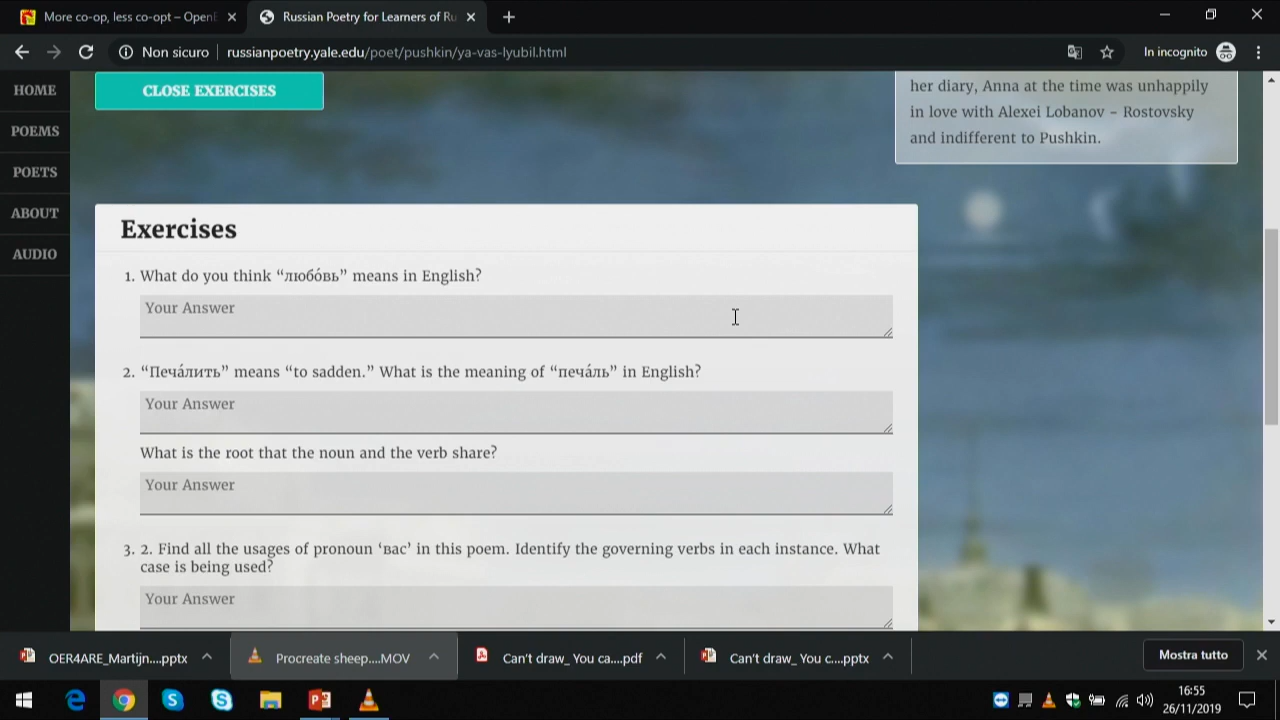 More co-op, less co-opt – OpenE
Russian Poetry for Learners of Ru
Non sicuro
russianpoetry.yale.edu/poet/pushkin/ya-vas-lyubil.html
In incognito
HOME
POEMS
POETS
ABOUT
AUDIO
CLOSE EXERCISES
her diary, Anna at the time was unhappily
in love with Alexei Lobanov - Rostovsky
and indifferent to Pushkin.
Exercises
1. What do you think “любо́вь” means in English?
Your Answer
2. “Печа́лить” means “to sadden.” What is the meaning of “печа́ль” in English?
Your Answer
What is the root that the noun and the verb share?
Your Answer
3. 2. Find all the usages of pronoun ‘вас’ in this poem. Identify the governing verbs in each instance. What
case is being used?
Your Answer
OER4ARE_Martijn....pptx
Procreate sheep....MOV
Can't draw_ You ca....pdf
Can't draw_ You c....pptx
Mostra tutto
16:55
26/11/2019